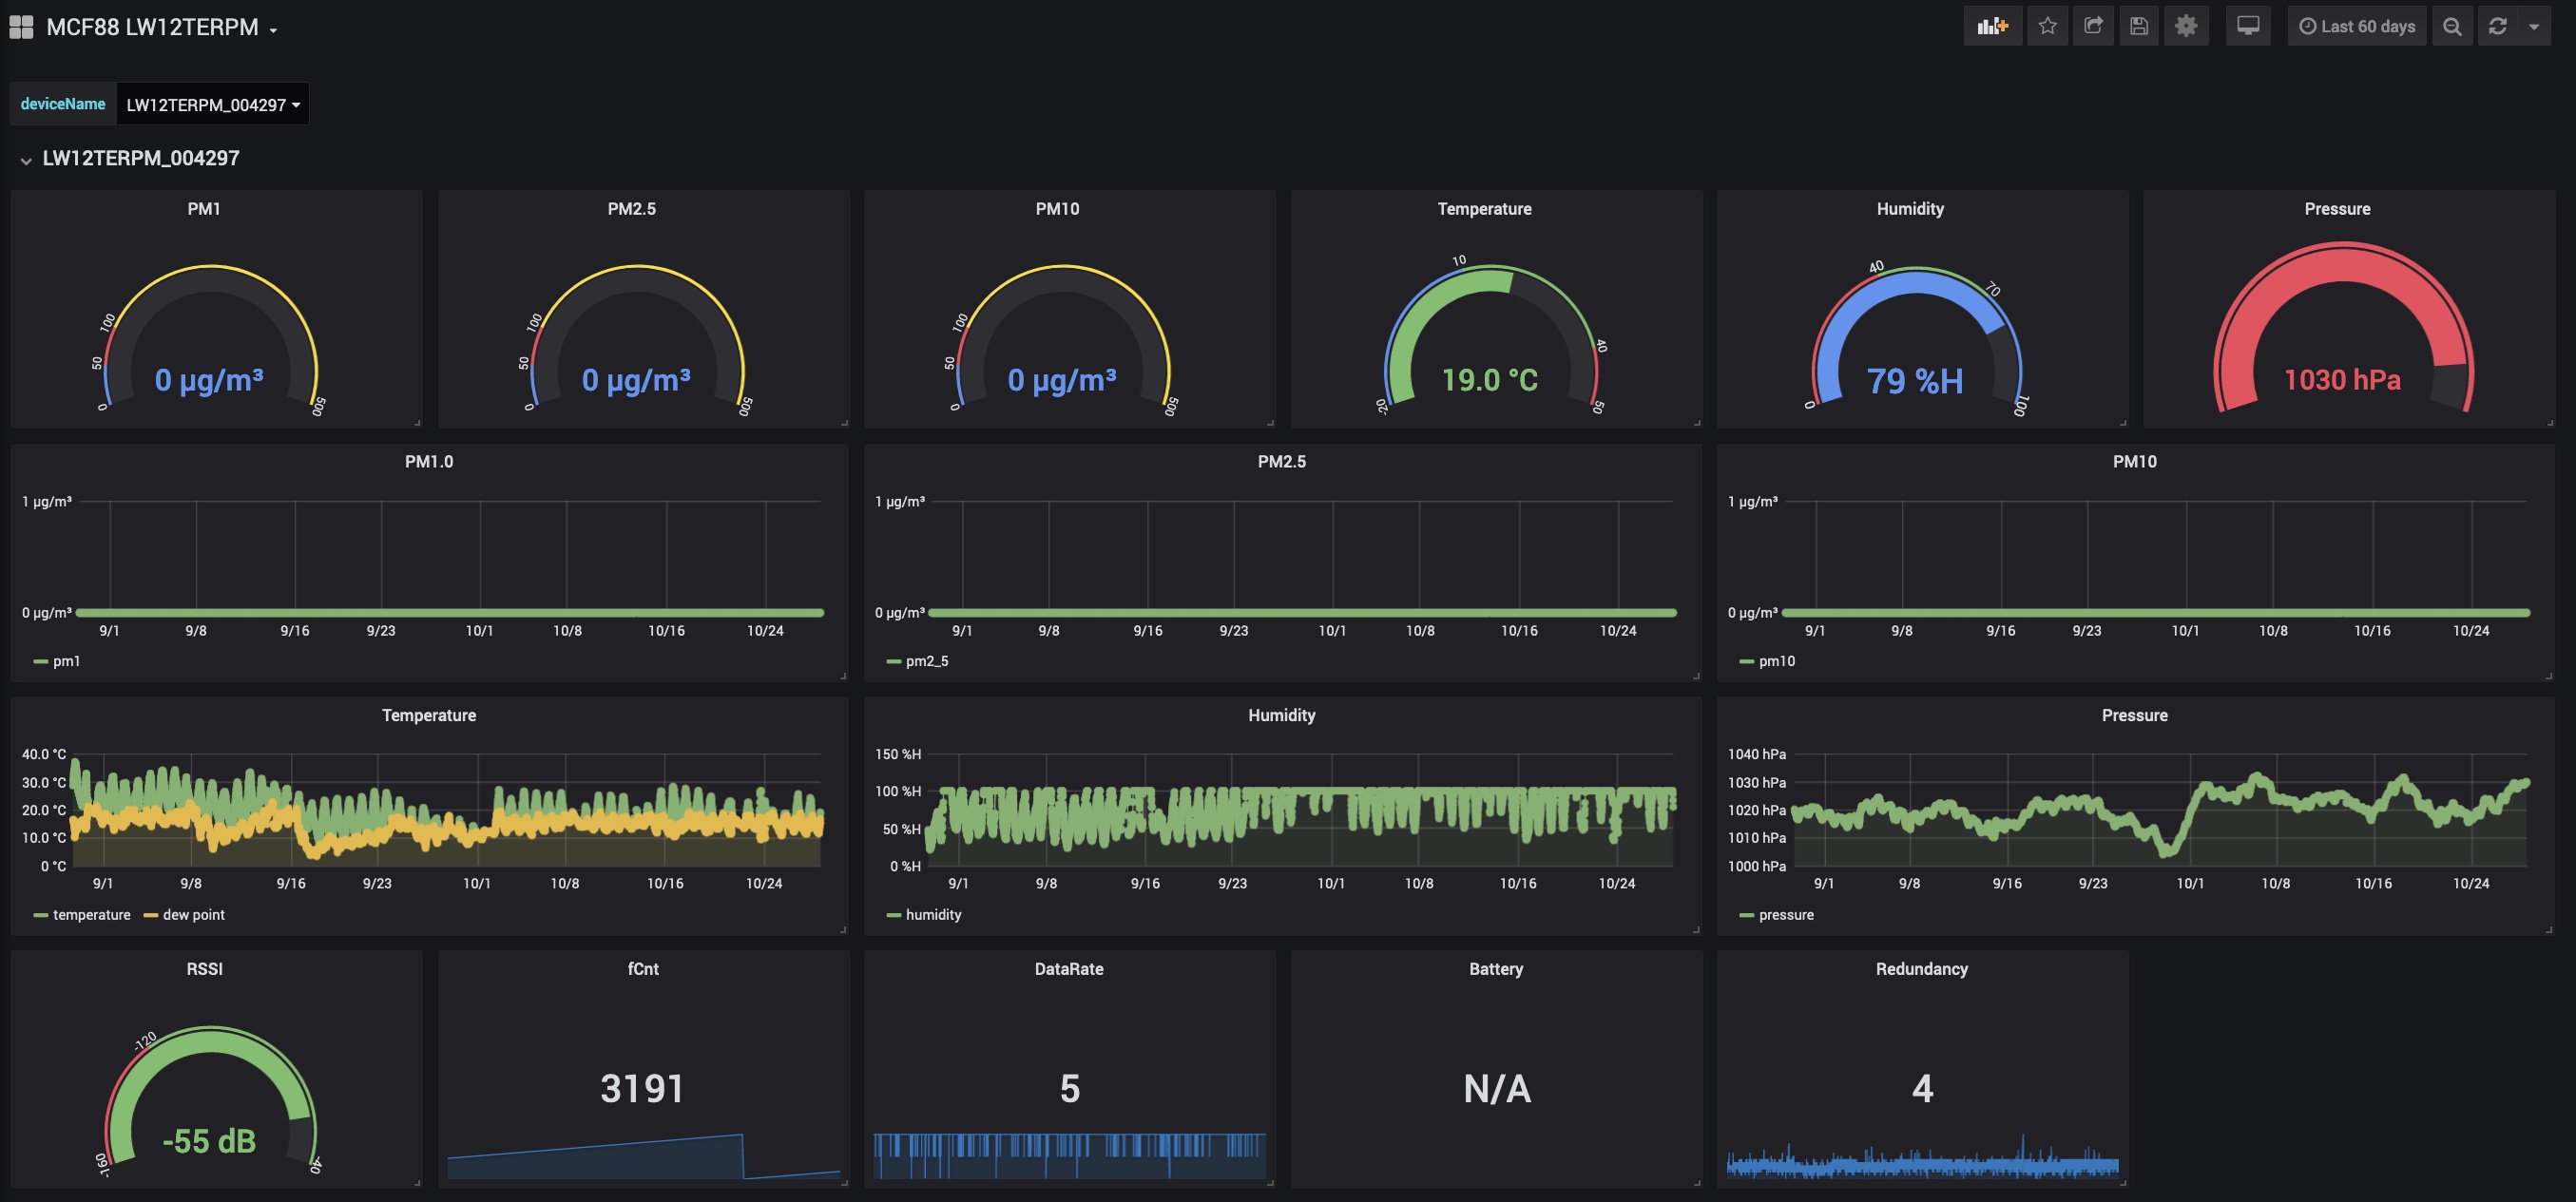 MCF88 LW12TERPM
Last 60 days
deviceName LW12TERPM_004297
LW12TERPM_004297
PM1
0 50 100 500
0 µg/m³
PM2.5
0 50 100 500
0 µg/m³
PM10
0 50 100 500
0 µg/m³
Temperature
-20 10 40 50
19.0 °C
Humidity
0 40 70 100
79 %H
Pressure
1030 hPa
PM1.0
1 µg/m³
0 µg/m³
9/1 9/8 9/16 9/23 10/1 10/8 10/16 10/24
pm1
PM2.5
1 µg/m³
0 µg/m³
9/1 9/8 9/16 9/23 10/1 10/8 10/16 10/24
pm2_5
PM10
1 µg/m³
0 µg/m³
9/1 9/8 9/16 9/23 10/1 10/8 10/16 10/24
pm10
Temperature
40.0 °C
30.0 °C
20.0 °C
10.0 °C
0 °C
9/1 9/8 9/16 9/23 10/1 10/8 10/16 10/24
temperature dew point
Humidity
150 %H
100 %H
50 %H
0 %H
9/1 9/8 9/16 9/23 10/1 10/8 10/16 10/24
humidity
Pressure
1040 hPa
1030 hPa
1020 hPa
1010 hPa
1000 hPa
9/1 9/8 9/16 9/23 10/1 10/8 10/16 10/24
pressure
RSSI
-160 -120 -40
-55 dB
fCnt
3191
DataRate
5
Battery
N/A
Redundancy
4